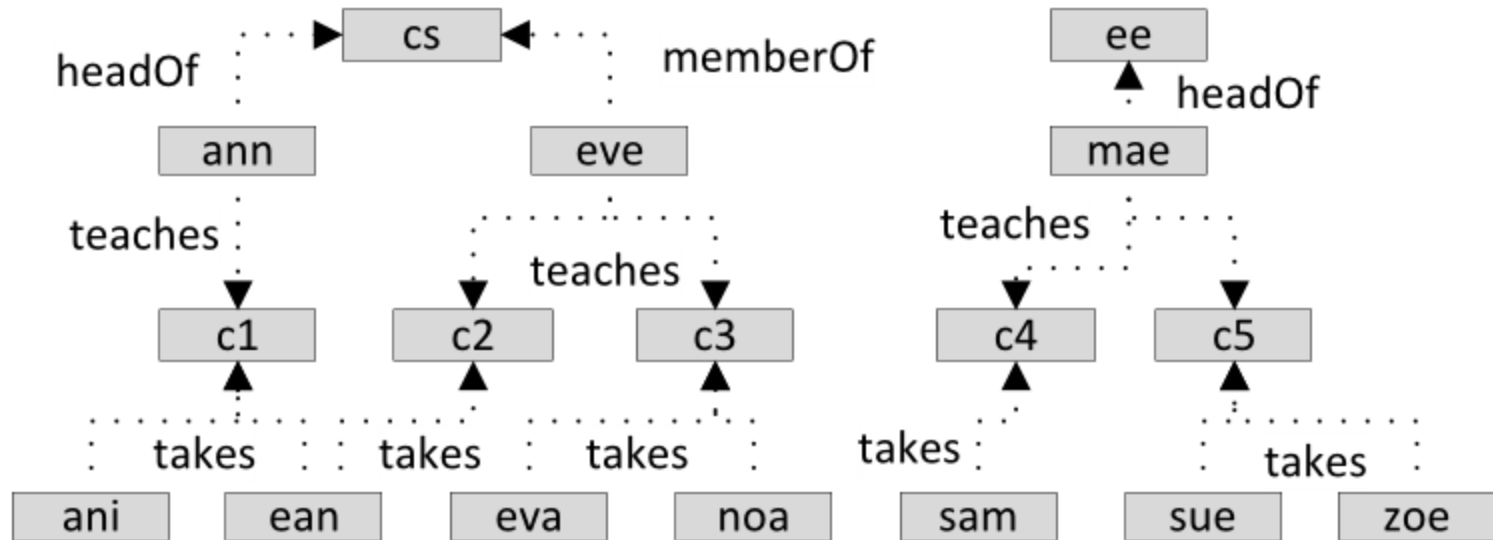 cs
ee
headOf
memberOf
headOf
ann
eve
mae
teaches
teaches
teaches
c1
c2
c3
c4
c5
takes
takes
takes
takes
takes
ani
ean
eva
noa
sam
sue
zoe